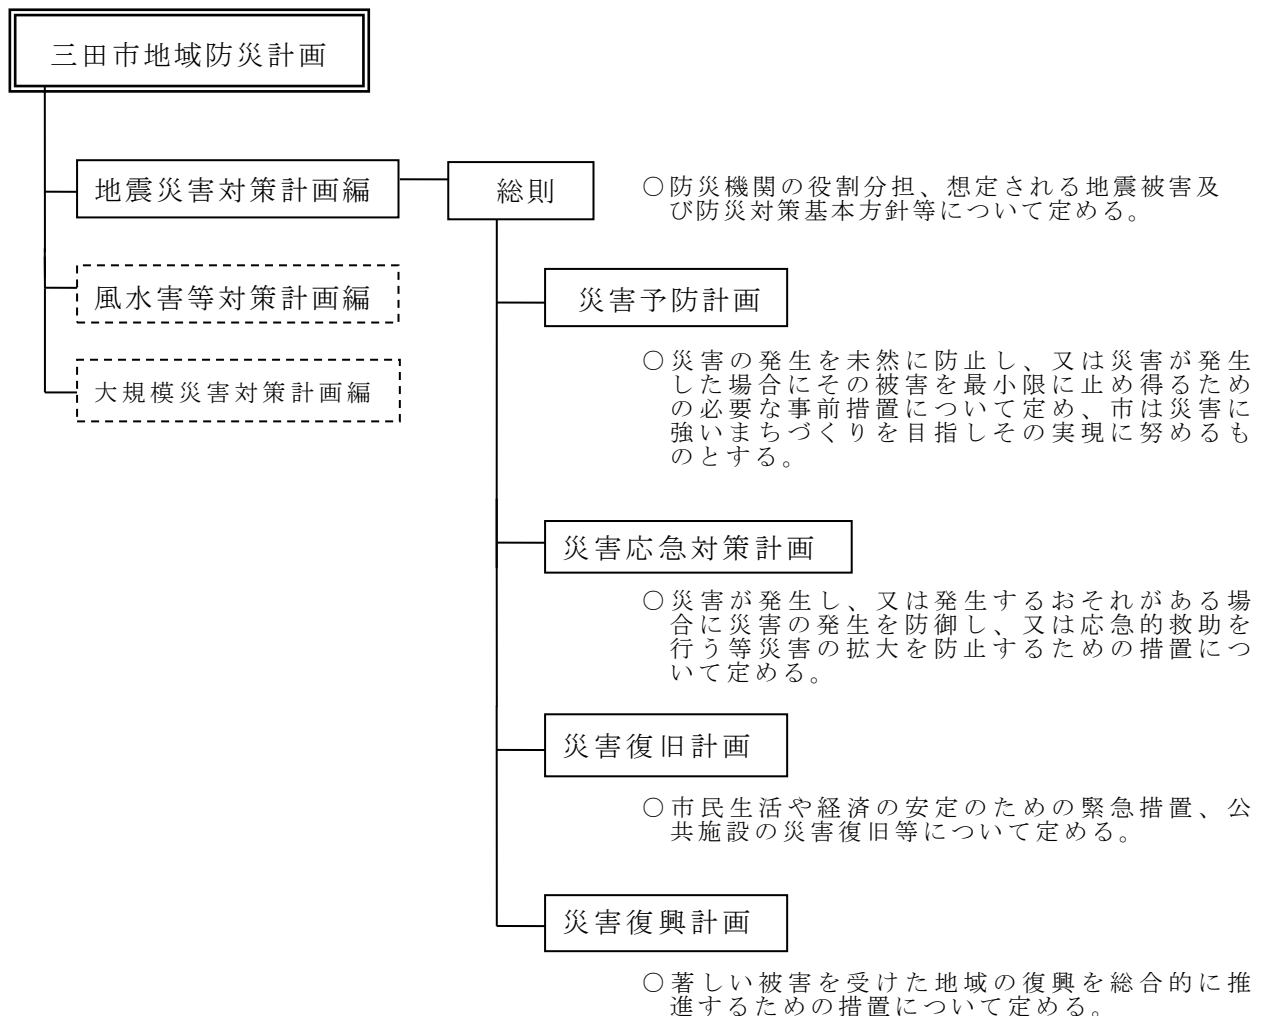 三田市地域防災計画
地震災害対策計画編
総則
○防災機関の役割分担、想定される地震被害及
び防災対策基本方針等について定める。
風水害等対策計画編
災害予防計画
大規模災害対策計画編
○災害の発生を未然に防止し、又は災害が発生
した場合にその被害を最小限に止め得るため
の必要な事前措置について定め、市は災害に
強いまちづくりを目指しその実現に努めるも
のとする。
災害応急対策計画
○災害が発生し、又は発生するおそれがある場
合に災害の発生を防御し、又は応急的救助を
行う等災害の拡大を防止するための措置につ
いて定める。
災害復旧計画
○市民生活や経済の安定のための緊急措置、公
共施設の災害復旧等について定める。
災害復興計画
○著しい被害を受けた地域の復興を総合的に推
進するための措置について定める。